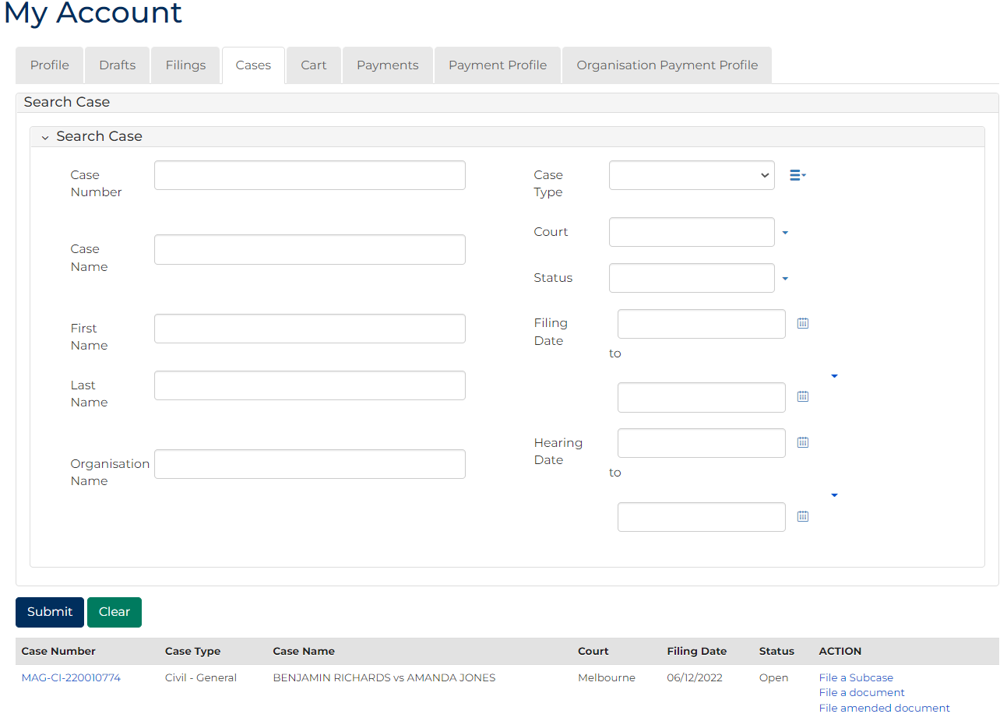 My Account
Profile Drafts Filings Cases Cart Payments Payment Profile Organisation Payment Profile
Search Case
Search Case
Case Number
Case Type
Court
Case Name
Status
First Name
Filing Date
to
Last Name
Hearing Date
to
Organisation Name
Submit Clear
Case Number Case Type Case Name Court Filing Date Status ACTION
MAG-CI-220010774 Civil - General BENJAMIN RICHARDS vs AMANDA JONES Melbourne 06/12/2022 Open File a Subcase
File a document
File amended document